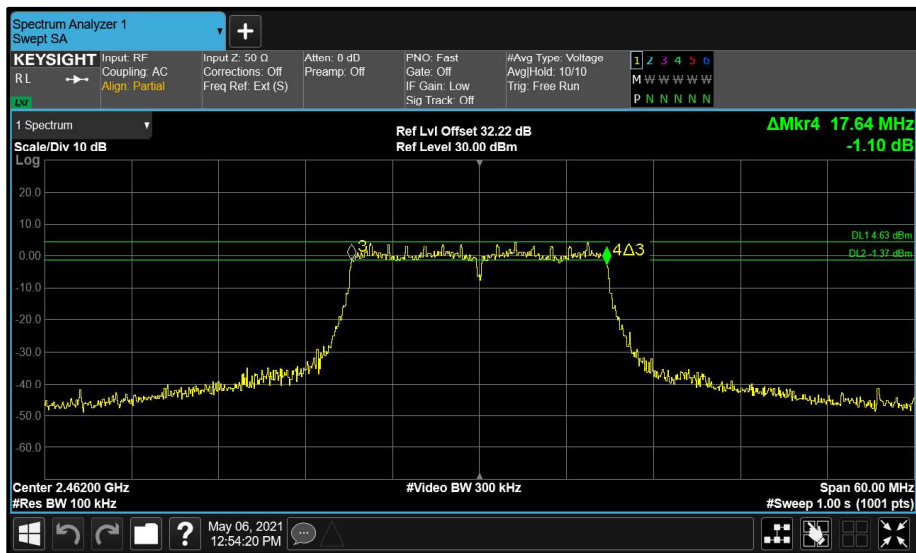 Spectrum Analyzer 1
Swept SA
+
KEYSIGHT Input: RF Input Z: 50 Ω Atten: 0 dB PNO: Fast #Avg Type: Voltage 1 2 3 4 5 6
R L Coupling: AC Corrections: Off Preamp: Off Gate: Off Avg|Hold: 10/10 M W W W W W
Align: Partial Freq Ref: Ext (S) IF Gain: Low Trig: Free Run
LXI Sig Track: Off P N N N N N
1 Spectrum Ref Lvl Offset 32.22 dB ΔMkr4 17.64 MHz
Scale/Div 10 dB Ref Level 30.00 dBm -1.10 dB
Log
20.0
10.0
DL1 4.63 dBm
3 4Δ3
0.00 DL2 -1.37 dBm
-10.0
-20.0
-30.0
-40.0
-50.0
-60.0
Center 2.46200 GHz #Video BW 300 kHz Span 60.00 MHz
#Res BW 100 kHz #Sweep 1.00 s (1001 pts)
? May 06, 2021
12:54:20 PM